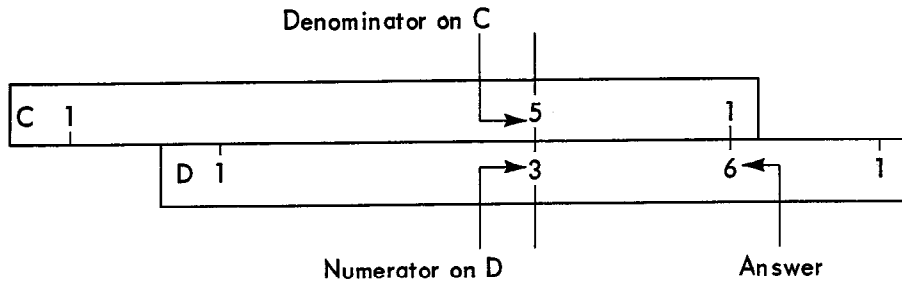 Denominator on C
C 1 5 1
D 1 3 6 1
Numerator on D Answer